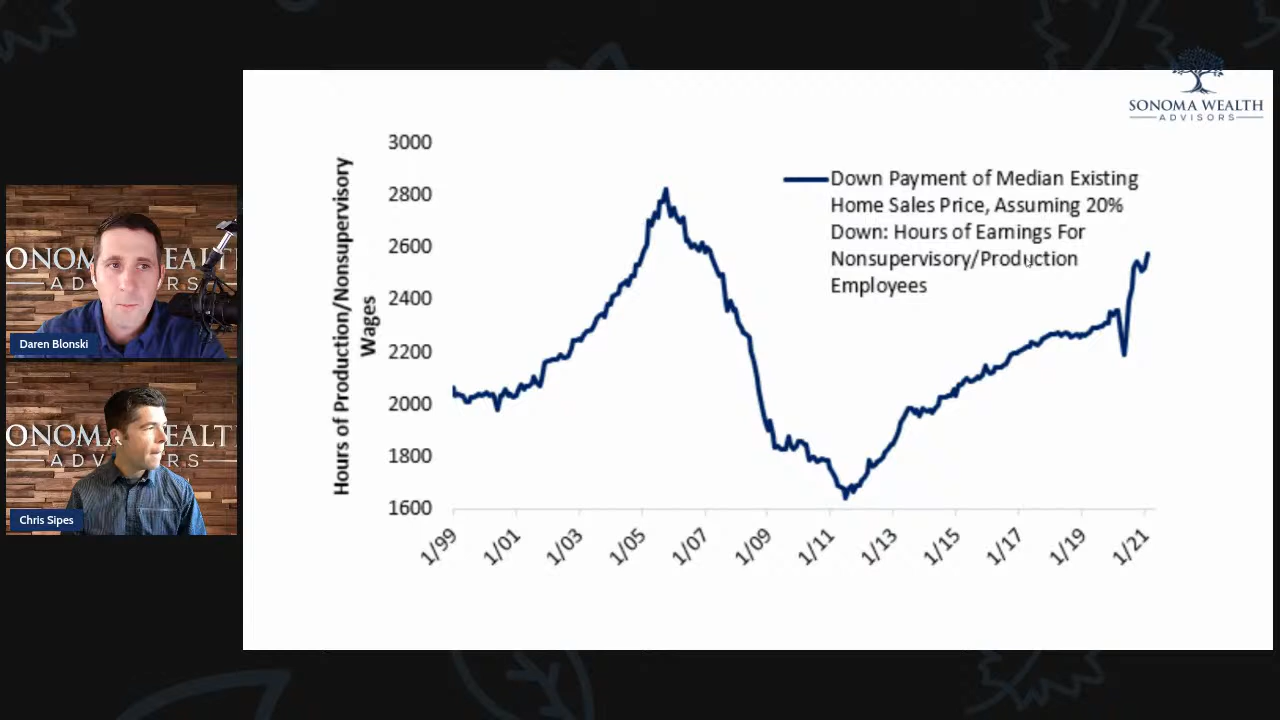 SONOMA WEALTH
ADVISORS
3000
2800
2600
2400
2200
2000
1800
1600
Hours of Production/Nonsupervisory
Wages
Down Payment of Median Existing
Home Sales Price, Assuming 20%
Down: Hours of Earnings For
Nonsupervisory/Production
Employees
1/99
1/01
1/03
1/05
1/07
1/09
1/11
1/13
1/15
1/17
1/19
1/21
Daren Blonski
Chris Sipes